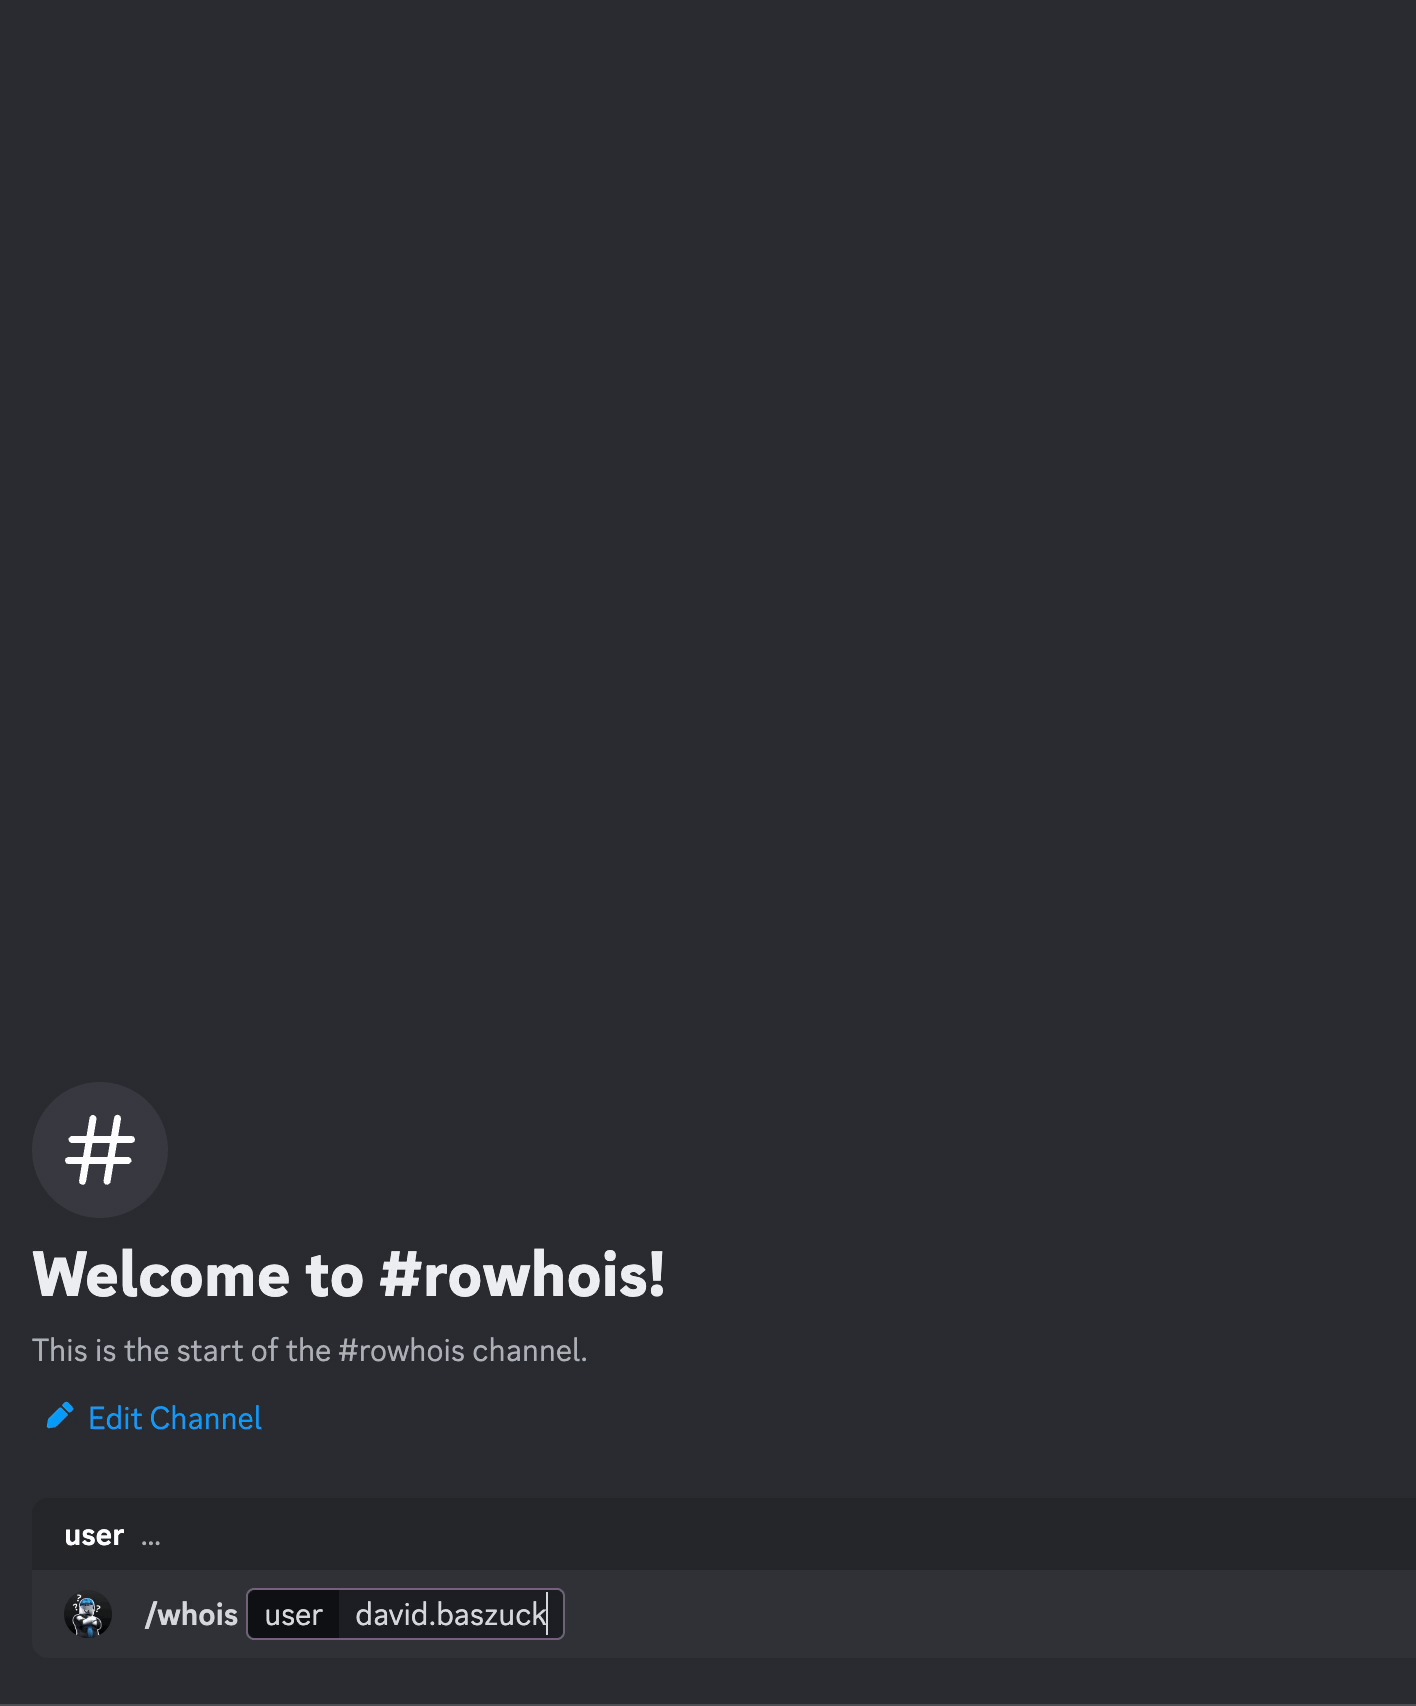 Welcome to #rowhois!
This is the start of the #rowhois channel.
Edit Channel
user ...
/whois user david.baszuck